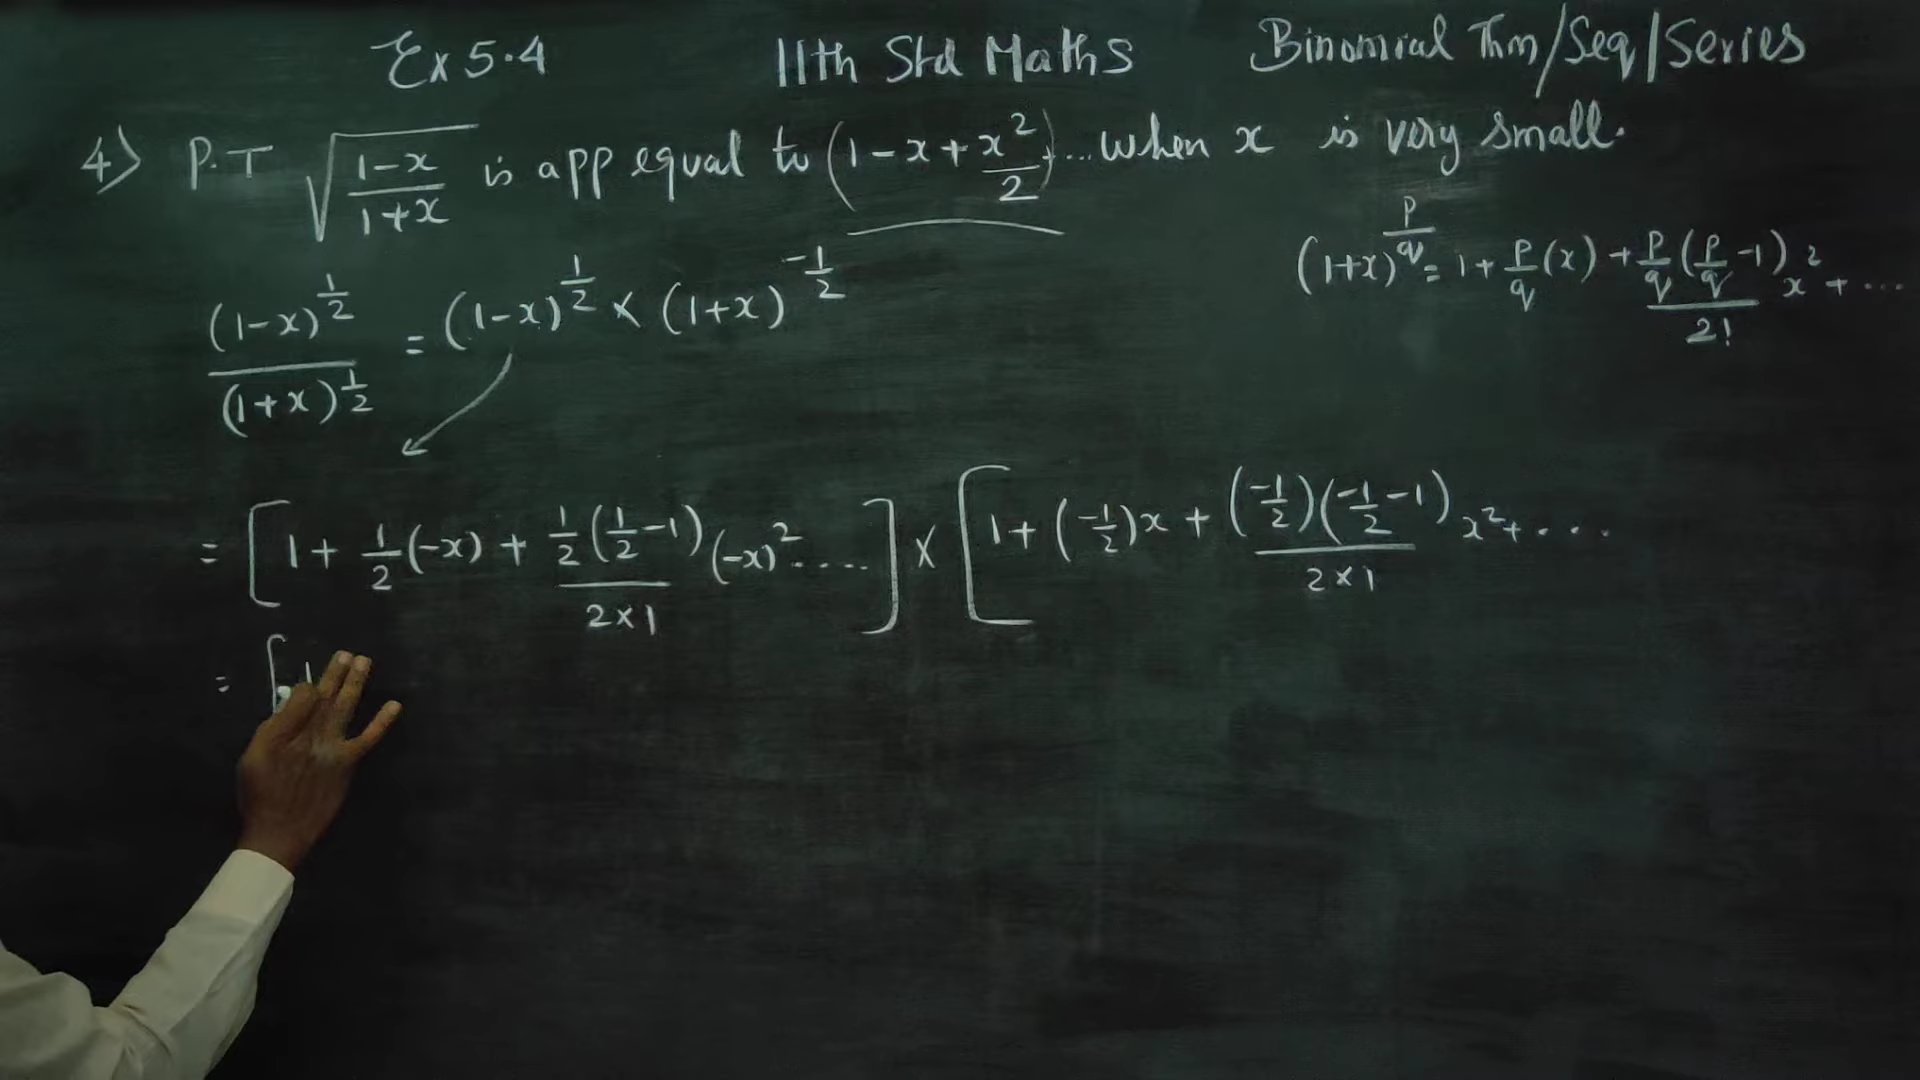 Ex 5.4 11th Std Maths Binomial Thm/Seq/Series
4) P.T √((1-x)/(1+x)) is app equal to (1-x+x²/2)+... when x is very small.
(1+x)^(p/q) = 1+p/q(x)+(p/q(p/q-1))/2! x²+...
(1-x)^(1/2)/(1+x)^(1/2) = (1-x)^(1/2) × (1+x)^(-1/2)
= [1+1/2(-x)+(1/2(1/2-1))/(2×1) (-x)².....] × [1+(-1/2)x+((-1/2)(-1/2-1))/(2×1) x²+....
= [1